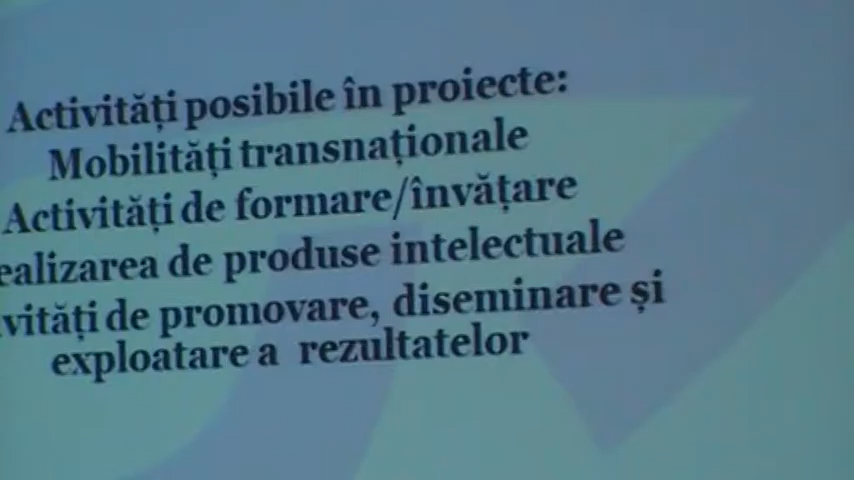 Activități posibile în proiecte:
Mobilități transnaționale
Activități de formare/învățare
ealizarea de produse intelectuale
vități de promovare, diseminare și
exploatare a rezultatelor